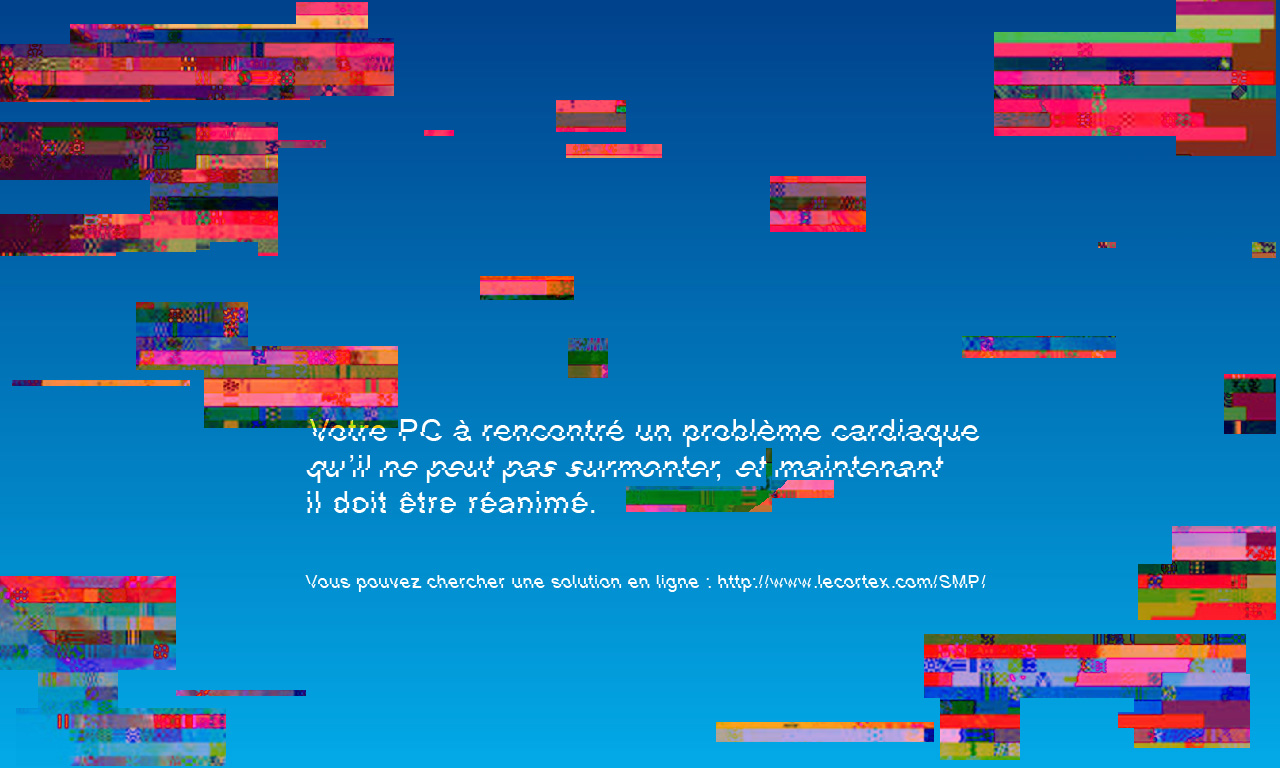 Votre PC à rencontré un problème cardiaque
qu'il ne peut pas surmonter, et maintenant
il doit être réanimé.
Vous pouvez chercher une solution en ligne : http://www.lecortex.com/SMP/